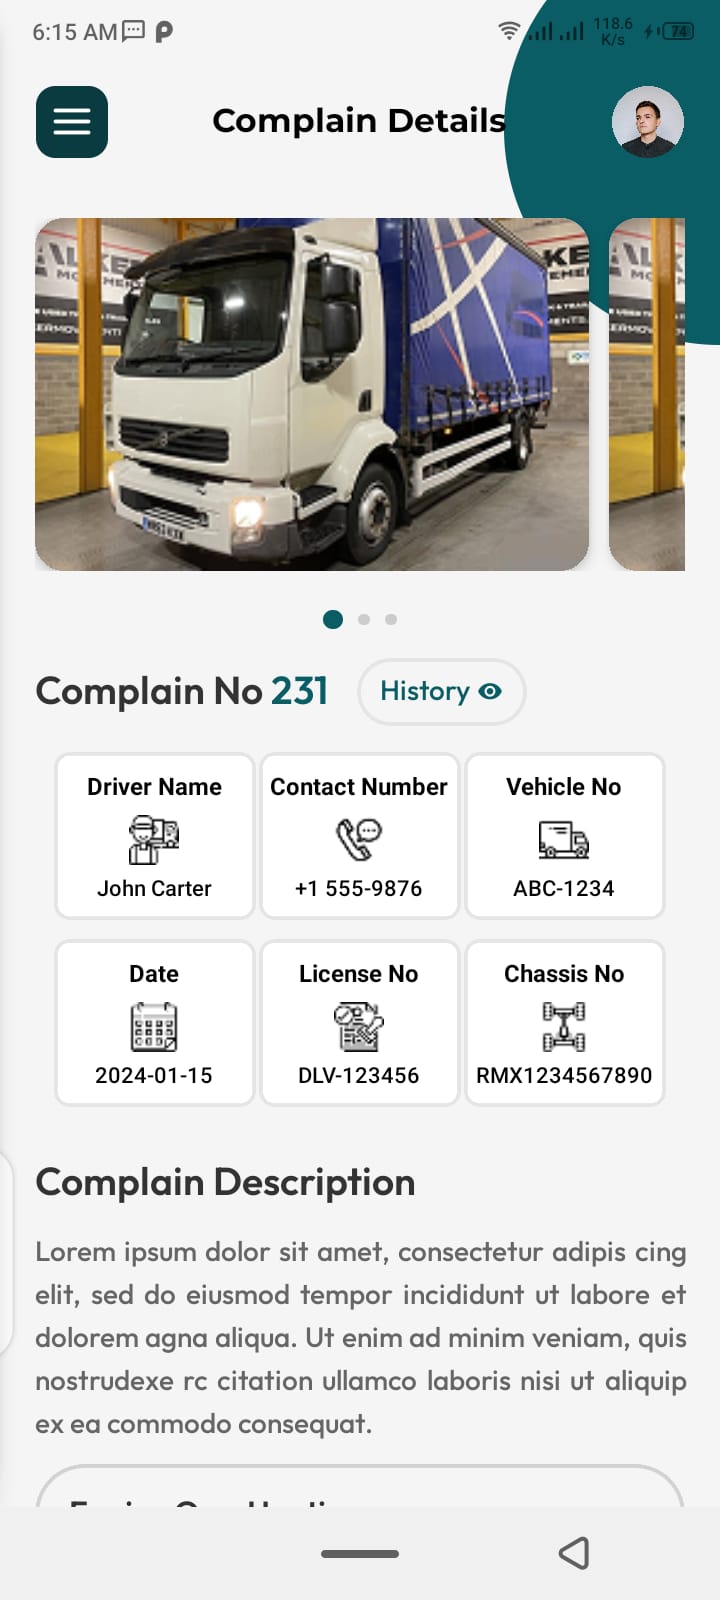 6:15 AM
118.6
K/s
74
Complain Details
Complain No 231
History
Driver Name
Contact Number
Vehicle No
John Carter
+1 555-9876
ABC-1234
Date
License No
Chassis No
2024-01-15
DLV-123456
RMX1234567890
Complain Description
Lorem ipsum dolor sit amet, consectetur adipis cing
elit, sed do eiusmod tempor incididunt ut labore et
dolorem agna aliqua. Ut enim ad minim veniam, quis
nostrudexe rc citation ullamco laboris nisi ut aliquip
ex ea commodo consequat.